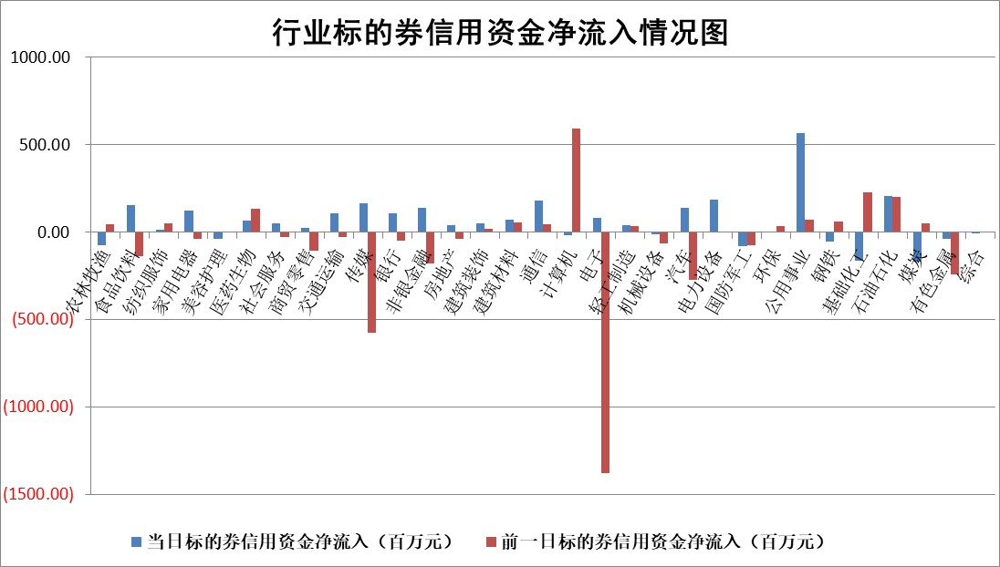 行业标的券信用资金净流入情况图
1000.00
500.00
0.00
(500.00)
(1000.00)
(1500.00)
农林牧渔
食品饮料
纺织服饰
家用电器
美容护理
医药生物
社会服务
商贸零售
交通运输
传媒
银行
非银金融
房地产
建筑装饰
建筑材料
通信
计算机
电子
轻工制造
机械设备
汽车
电力设备
国防军工
环保
公用事业
钢铁
基础化工
石油石化
煤炭
有色金属
综合
当日标的券信用资金净流入（百万元）
前一日标的券信用资金净流入（百万元）